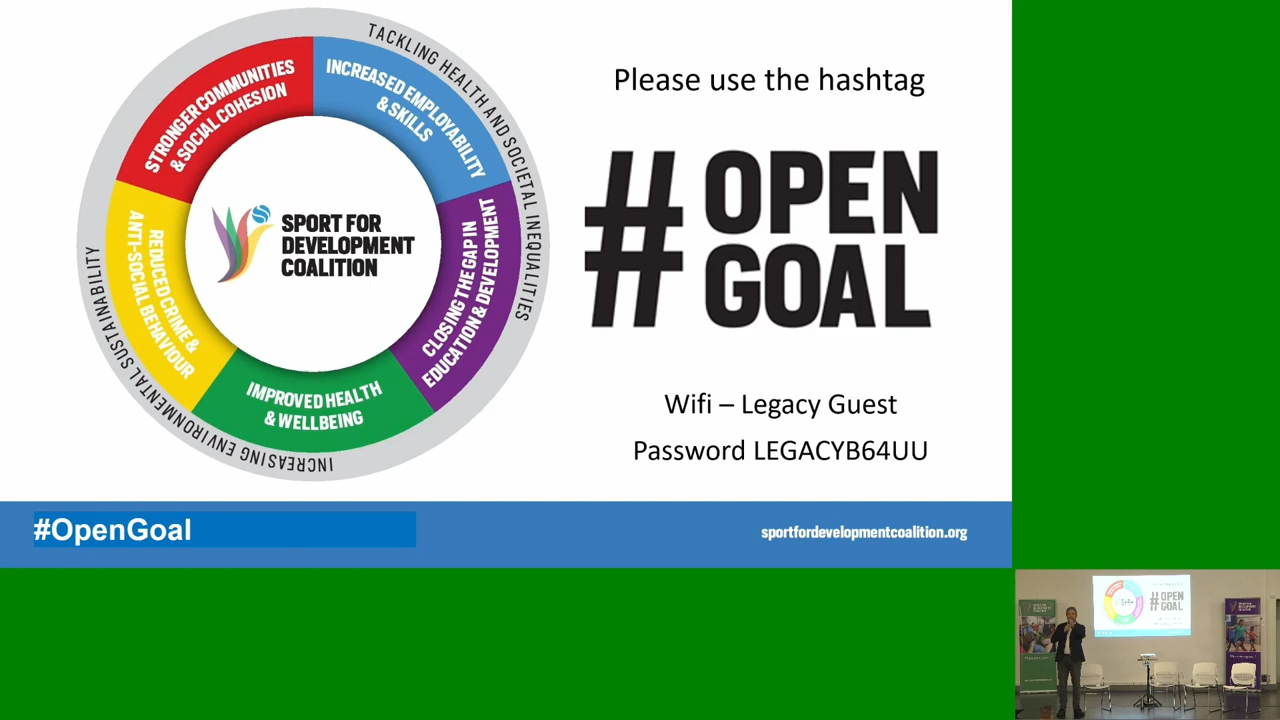 TACKLING HEALTH AND SOCIETAL INEQUALITIES
STRONGER COMMUNITIES
& SOCIAL COHESION
INCREASED EMPLOYABILITY
& SKILLS
CLOSING THE GAP IN
EDUCATION & DEVELOPMENT
IMPROVED HEALTH
& WELLBEING
REDUCED CRIME &
ANTI-SOCIAL BEHAVIOUR
INCREASING ENVIRONMENTAL SUSTAINABILITY
SPORT FOR
DEVELOPMENT
COALITION
Please use the hashtag
# OPEN
GOAL
Wifi – Legacy Guest
Password LEGACYB64UU
#OpenGoal
sportfordevelopmentcoalition.org
# OPEN
GOAL